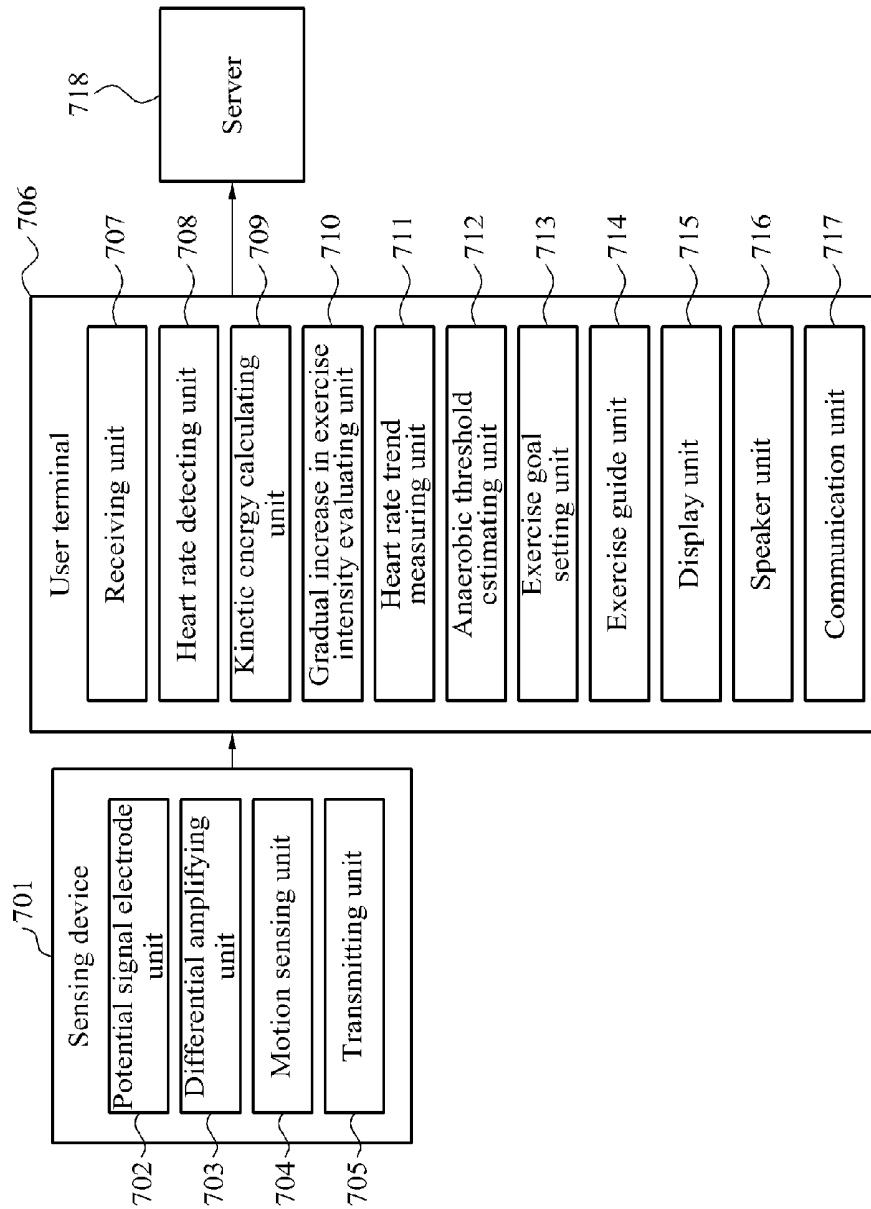 701
Sensing device
702
Potential signal electrode
unit
703
Differential amplifying
unit
704
Motion sensing unit
705
Transmitting unit
706
User terminal
Receiving unit
707
Heart rate detecting unit
708
Kinetic energy calculating
unit
709
Gradual increase in exercise
intensity evaluating unit
710
Heart rate trend
measuring unit
711
Anaerobic threshold
estimating unit
712
Exercise goal
setting unit
713
Exercise guide unit
714
Display unit
715
Speaker unit
716
Communication unit
717
718
Server